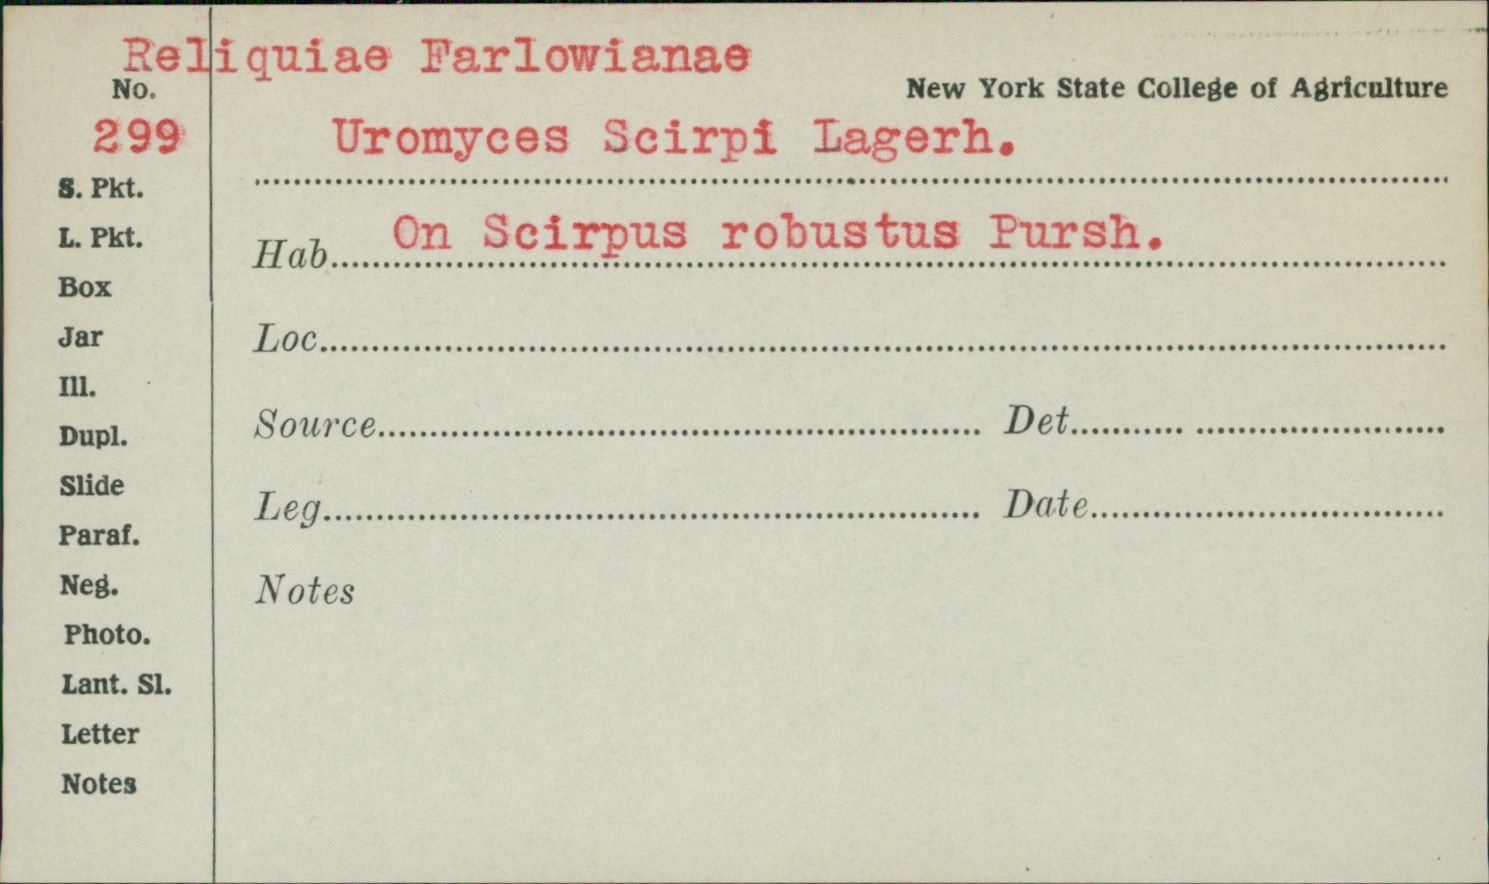 Reliquiae Farlowianae
No.
New York State College of Agriculture
299
Uromyces Scirpi Lagerh.
S. Pkt.
L. Pkt.
Hab. On Scirpus robustus Pursh.
Box
Jar
Loc.
Ill.
Dupl.
Source
Det.
Slide
Leg.
Date
Paraf.
Neg.
Notes
Photo.
Lant. Sl.
Letter
Notes